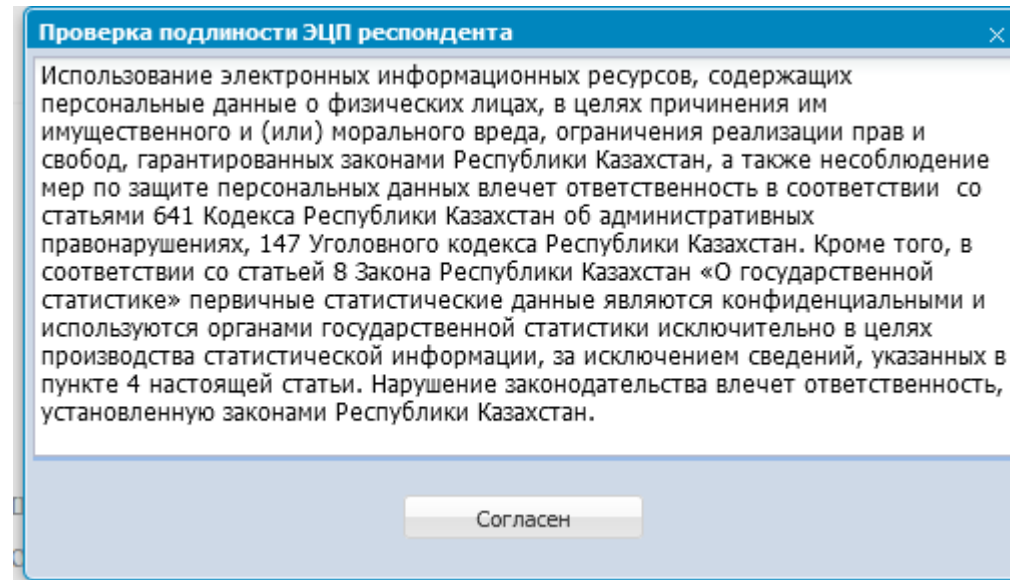 Проверка подлиности ЭЦП респондента
Использование электронных информационных ресурсов, содержащих
персональные данные о физических лицах, в целях причинения им
имущественного и (или) морального вреда, ограничения реализации прав и
свобод, гарантированных законами Республики Казахстан, а также несоблюдение
мер по защите персональных данных влечет ответственность в соответствии  со
статьями 641 Кодекса Республики Казахстан об административных
правонарушениях, 147 Уголовного кодекса Республики Казахстан. Кроме того, в
соответствии со статьей 8 Закона Республики Казахстан «О государственной
статистике» первичные статистические данные являются конфиденциальными и
используются органами государственной статистики исключительно в целях
производства статистической информации, за исключением сведений, указанных в
пункте 4 настоящей статьи. Нарушение законодательства влечет ответственность,
установленную законами Республики Казахстан.
Согласен